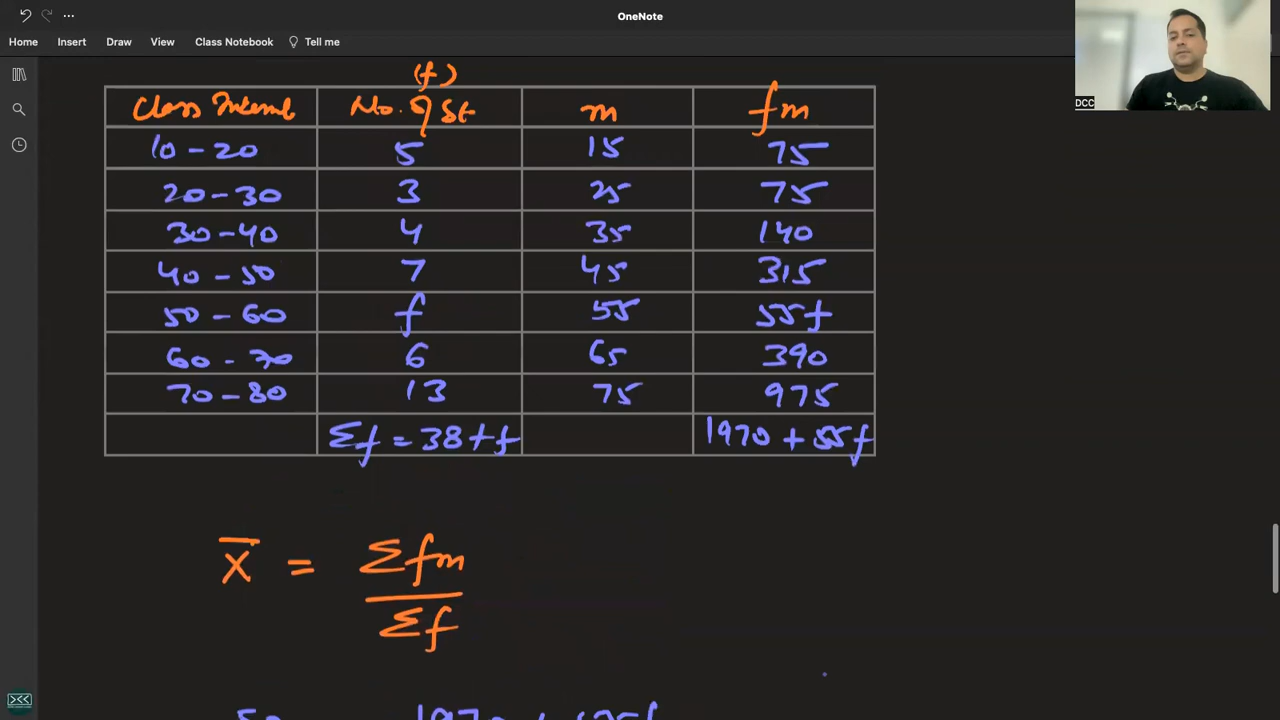 OneNote
Home Insert Draw View Class Notebook Tell me
DCC
(f)
Class Interval No. of St m fm
10 - 20 5 15 75
20 - 30 3 25 75
30 - 40 4 35 140
40 - 50 7 45 315
50 - 60 f 55 55f
60 - 70 6 65 390
70 - 80 13 75 975
Σf = 38 + f 1970 + 55f
X̄ = Σfm
Σf
50 1970 +